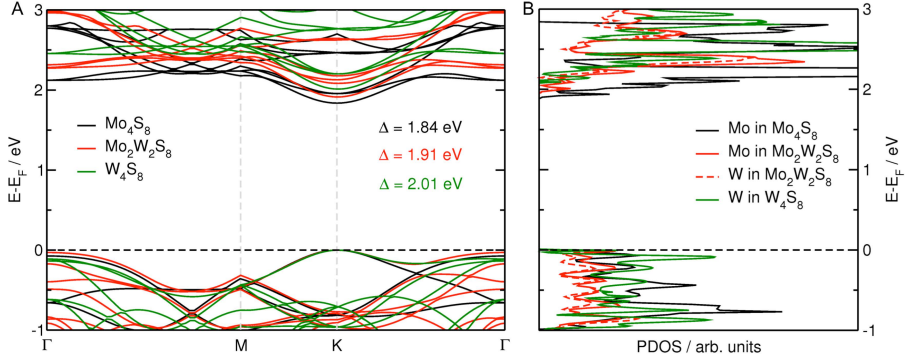 A
B
3
2
1
0
-1
E-E_F / eV
Mo₄S₈
Mo₂W₂S₈
W₄S₈
Δ = 1.84 eV
Δ = 1.91 eV
Δ = 2.01 eV
Γ
M
K
Γ
Mo in Mo₄S₈
Mo in Mo₂W₂S₈
W in Mo₂W₂S₈
W in W₄S₈
3
2
1
0
-1
E-E_F / eV
PDOS / arb. units